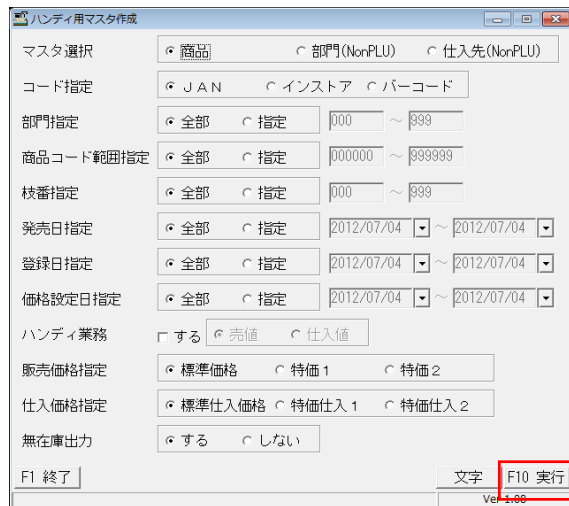 ハンディ用マスタ作成
マスタ選択 商品 部門(NonPLU) 仕入先(NonPLU)
コード指定 JAN インストア バーコード
部門指定 全部 指定 000 ～ 999
商品コード範囲指定 全部 指定 000000 ～ 999999
枝番指定 全部 指定 000 ～ 999
発売日指定 全部 指定 2012/07/04 ～ 2012/07/04
登録日指定 全部 指定 2012/07/04 ～ 2012/07/04
価格設定日指定 全部 指定 2012/07/04 ～ 2012/07/04
ハンディ業務 する 売値 仕入値
販売価格指定 標準価格 特価1 特価2
仕入価格指定 標準仕入価格 特価仕入1 特価仕入2
無在庫出力 する しない
F1 終了 文字 F10 実行
Ver 1.08